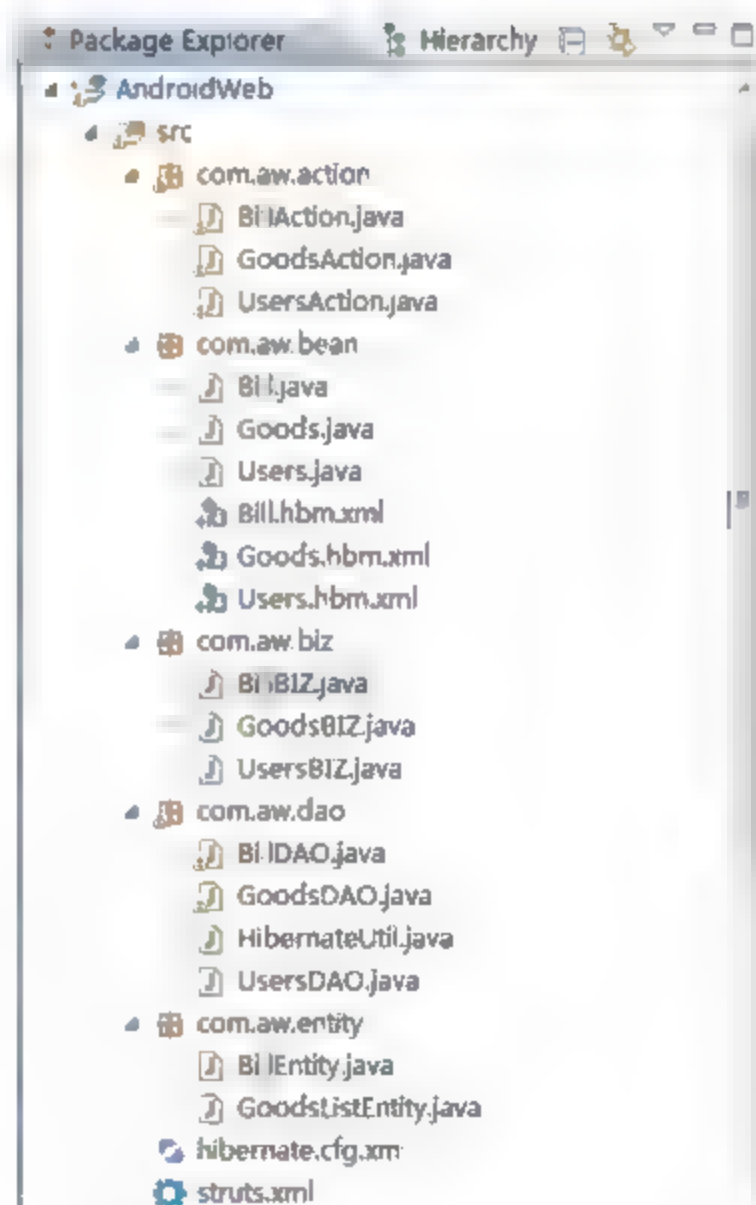 Package Explorer Hierarchy
AndroidWeb
src
com.aw.action
BillAction.java
GoodsAction.java
UsersAction.java
com.aw.bean
Bill.java
Goods.java
Users.java
Bill.hbm.xml
Goods.hbm.xml
Users.hbm.xml
com.aw.biz
BillBIZ.java
GoodsBIZ.java
UsersBIZ.java
com.aw.dao
BillDAO.java
GoodsDAO.java
HibernateUtil.java
UsersDAO.java
com.aw.entity
BillEntity.java
GoodsListEntity.java
hibernate.cfg.xml
struts.xml